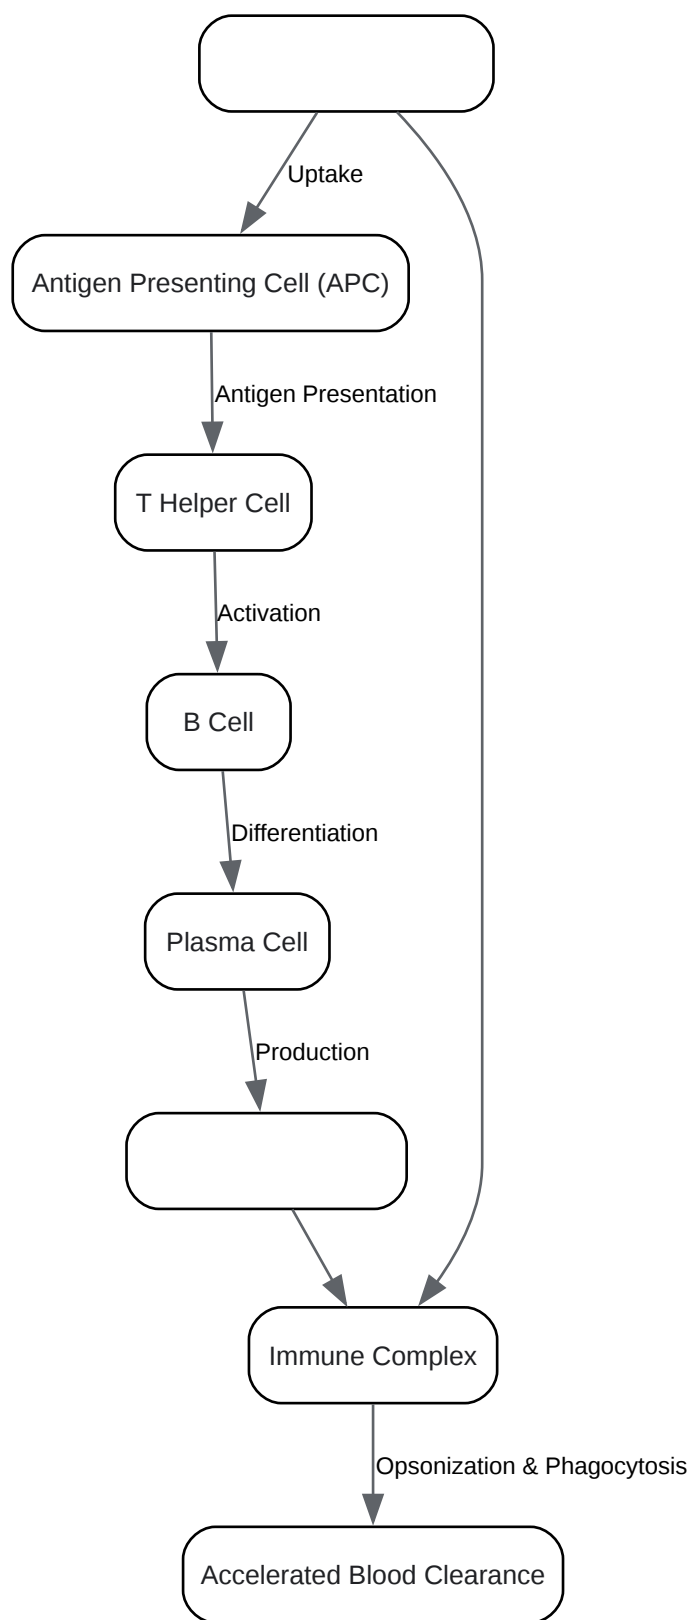 Uptake
Antigen Presenting Cell (APC)
Antigen Presentation
T Helper Cell
Activation
B Cell
Differentiation
Plasma Cell
Production
Immune Complex
Opsonization & Phagocytosis
Accelerated Blood Clearance